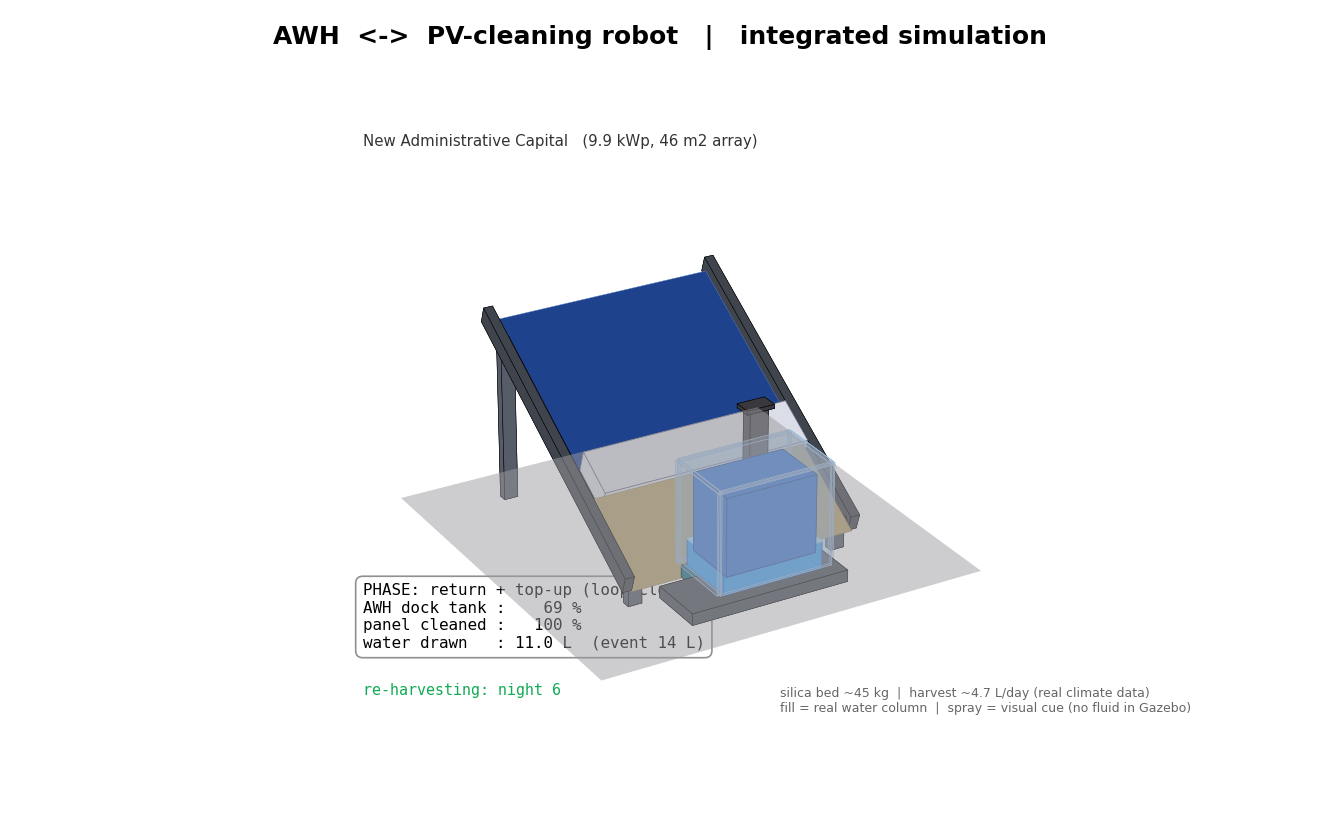 AWH <-> PV-cleaning robot | integrated simulation
New Administrative Capital (9.9 kWp, 46 m2 array)
PHASE: return + top-up
AWH dock tank : 69 %
panel cleaned : 100 %
water drawn : 11.0 L (event 14 L)
re-harvesting: night 6
silica bed ~45 kg | harvest ~4.7 L/day (real climate data)
fill = real water column | spray = visual cue (no fluid in Gazebo)